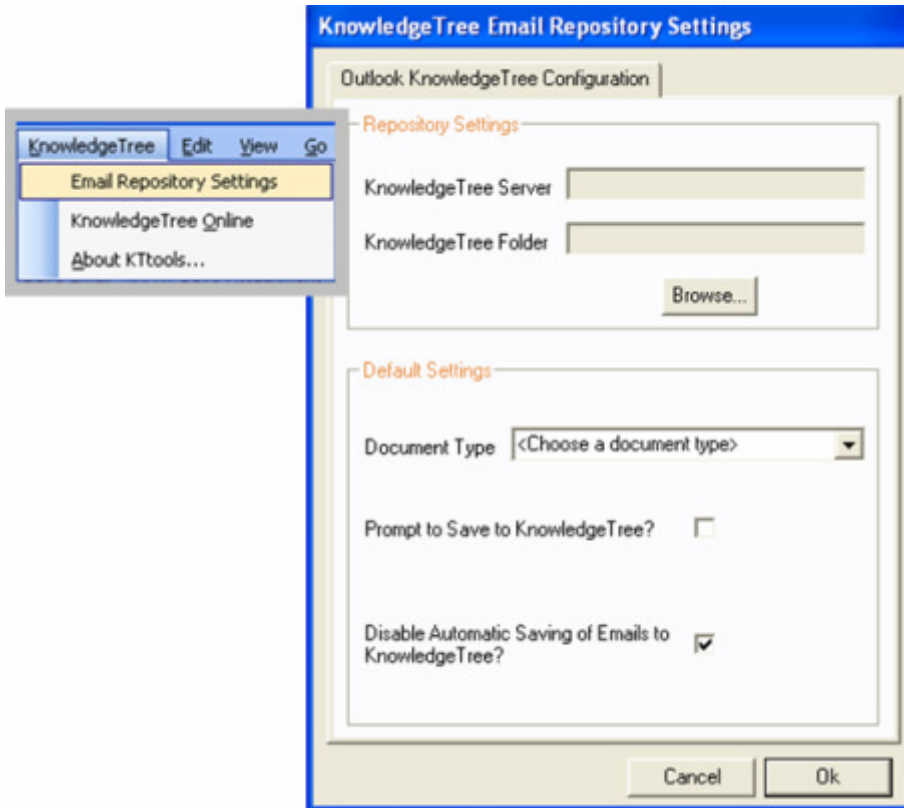 KnowledgeTree Email Repository Settings
Outlook KnowledgeTree Configuration
Repository Settings
KnowledgeTree Server
KnowledgeTree Folder
Browse...
Default Settings
Document Type <Choose a document type>
Prompt to Save to KnowledgeTree?
Disable Automatic Saving of Emails to
KnowledgeTree?
Cancel Ok
KnowledgeTree Edit View Go
Email Repository Settings
KnowledgeTree Online
About KTtools...